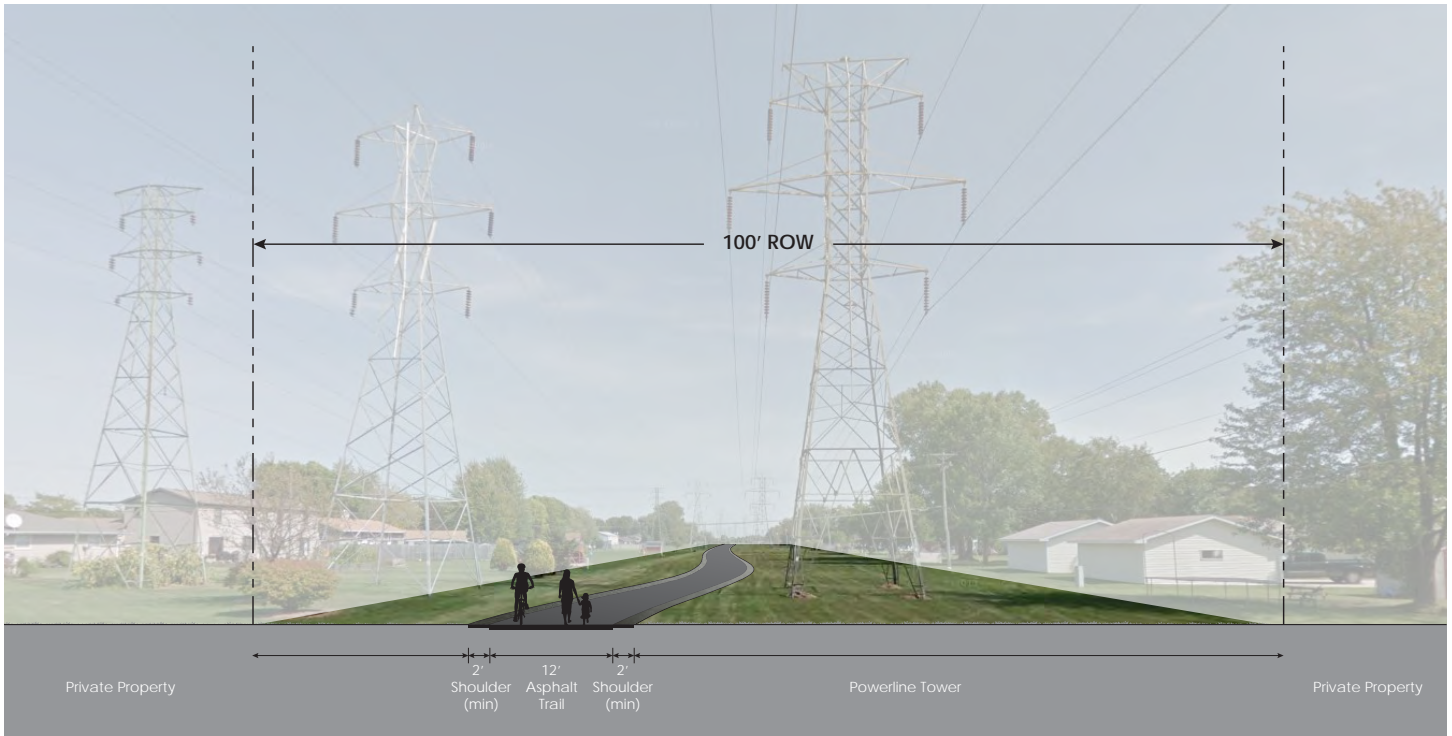 100' ROW
Private Property
2'
Shoulder
(min)
12'
Asphalt
Trail
2'
Shoulder
(min)
Powerline Tower
Private Property